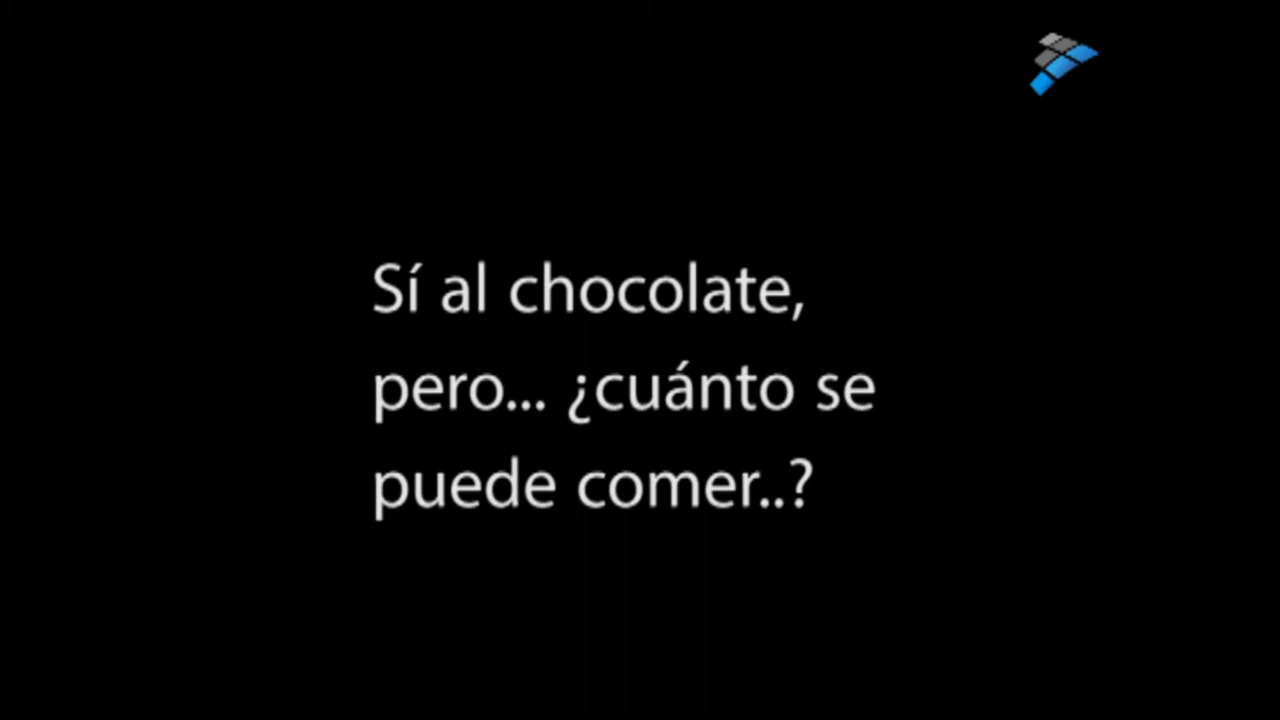 Sí al chocolate,
pero... ¿cuánto se
puede comer..?